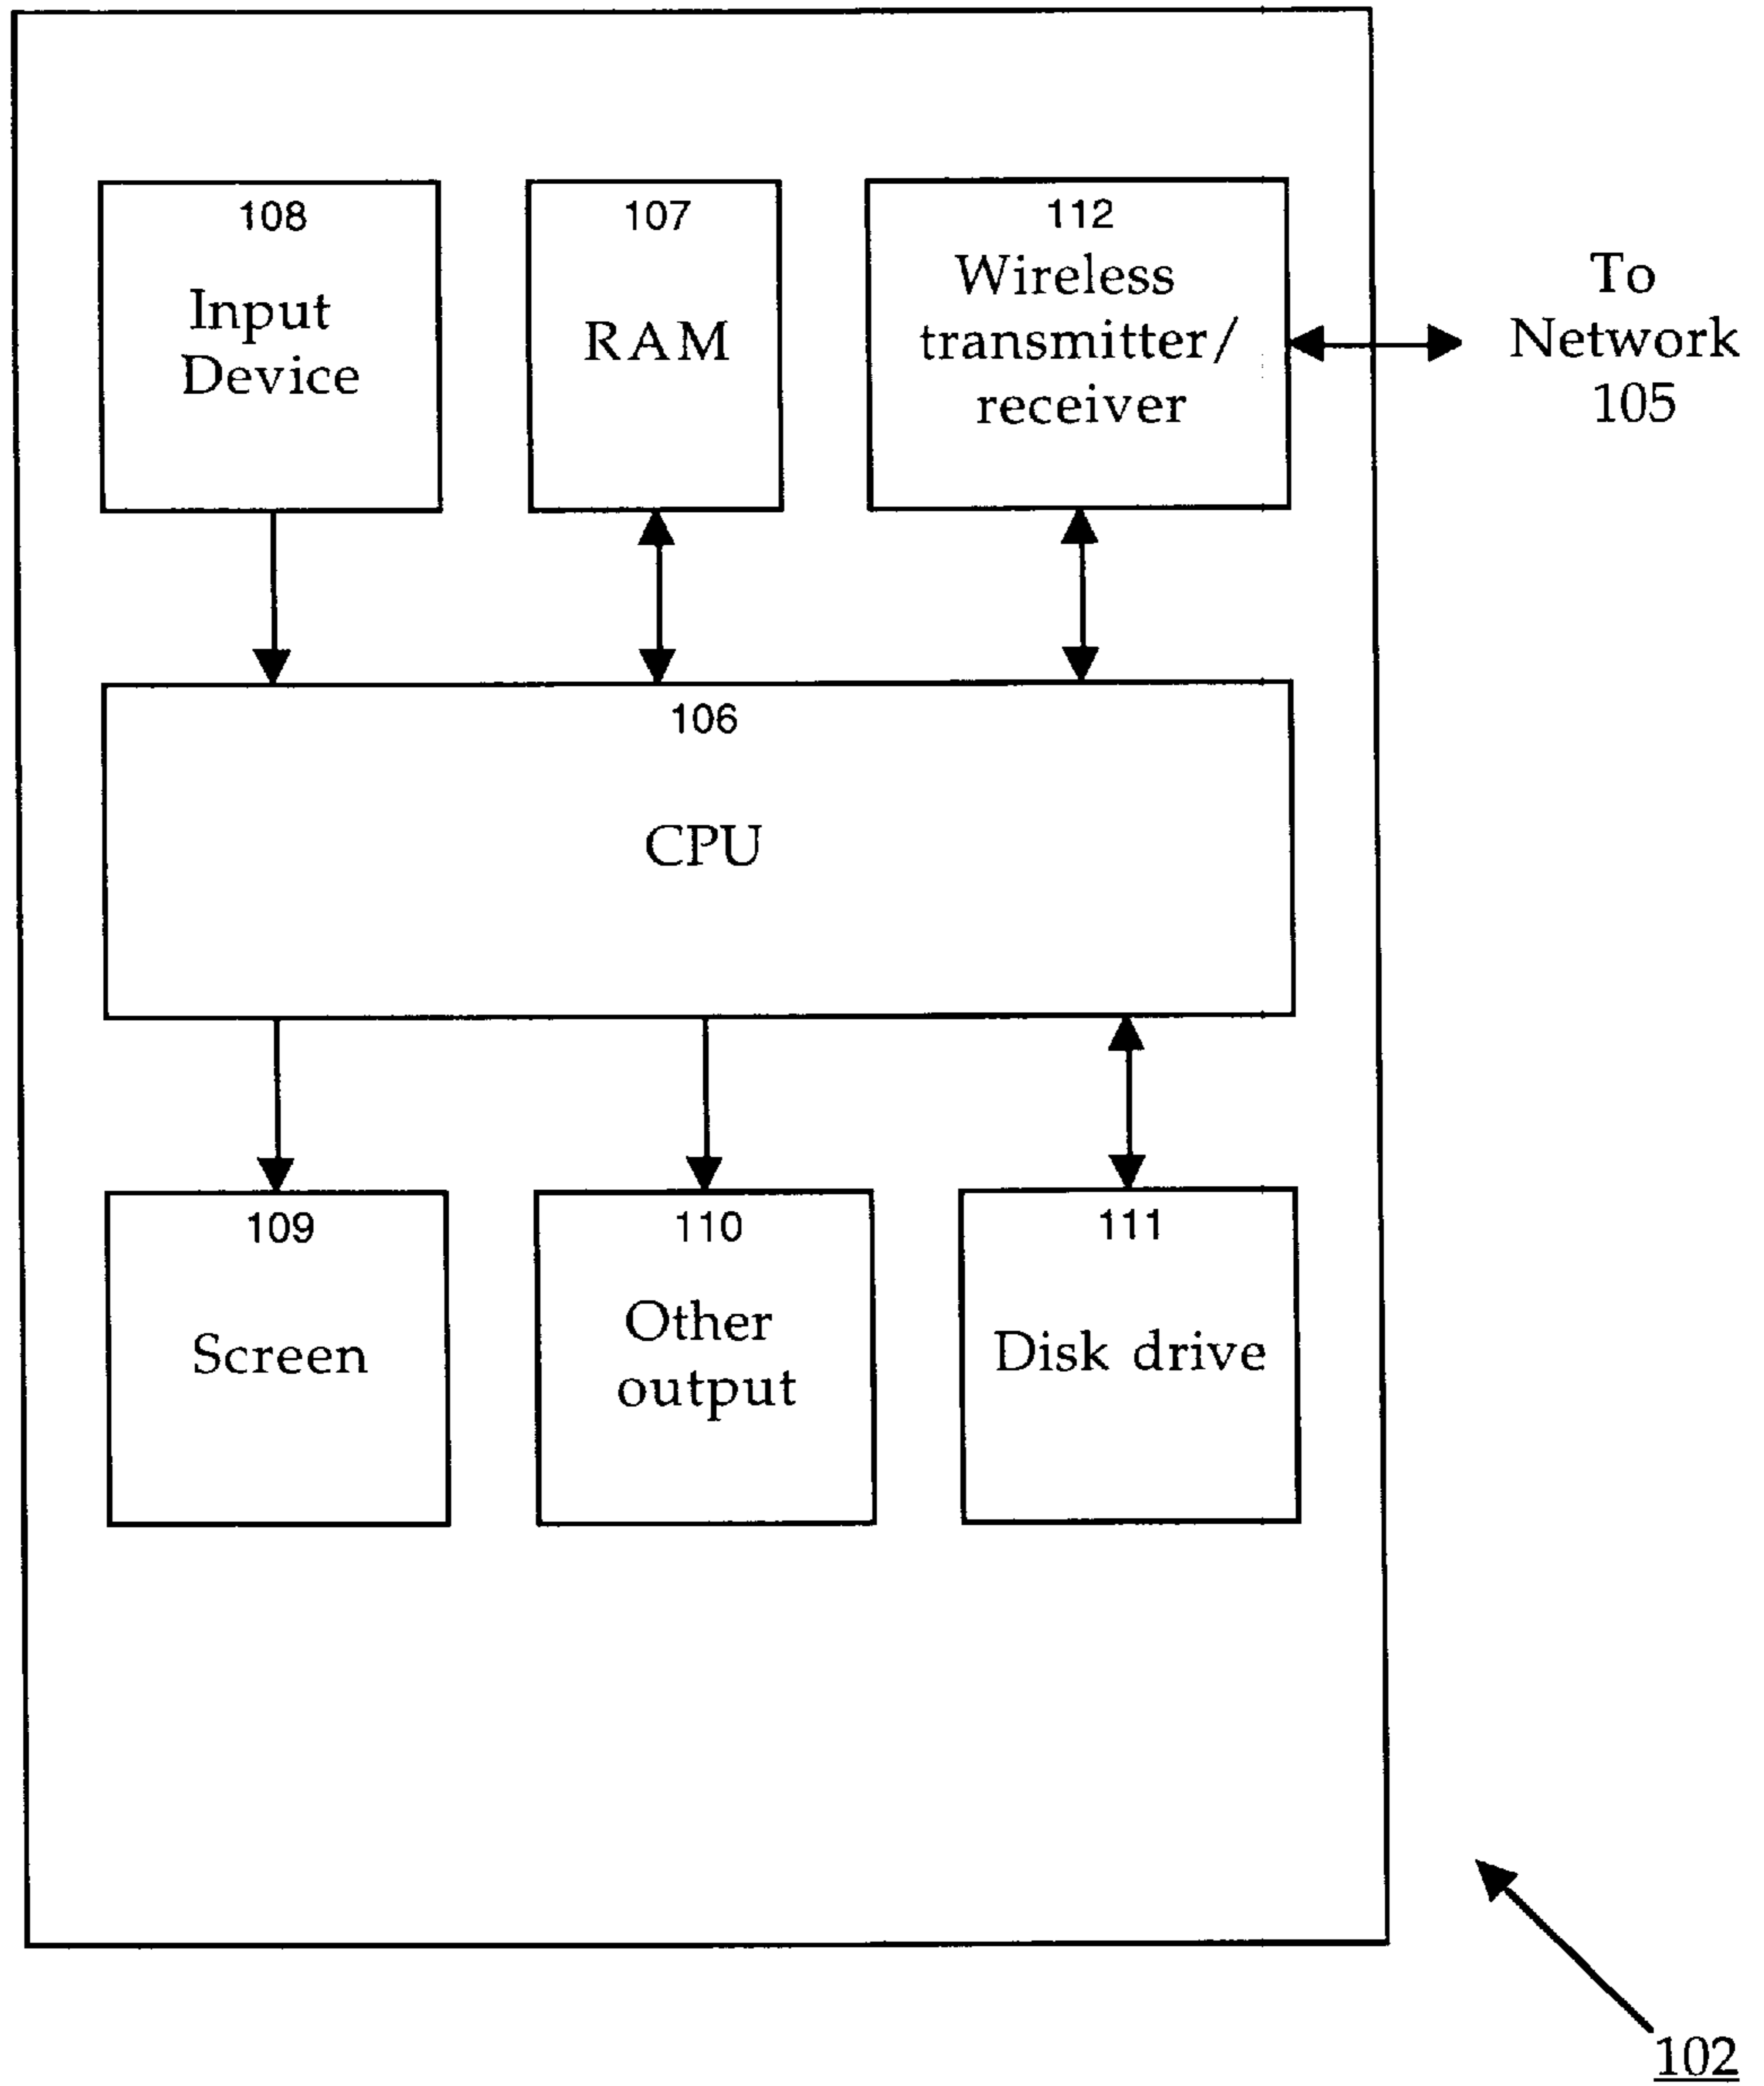 108
Input
Device
107
RAM
112
Wireless
transmitter/
receiver
To
Network
105
106
CPU
109
Screen
110
Other
output
111
Disk drive
102